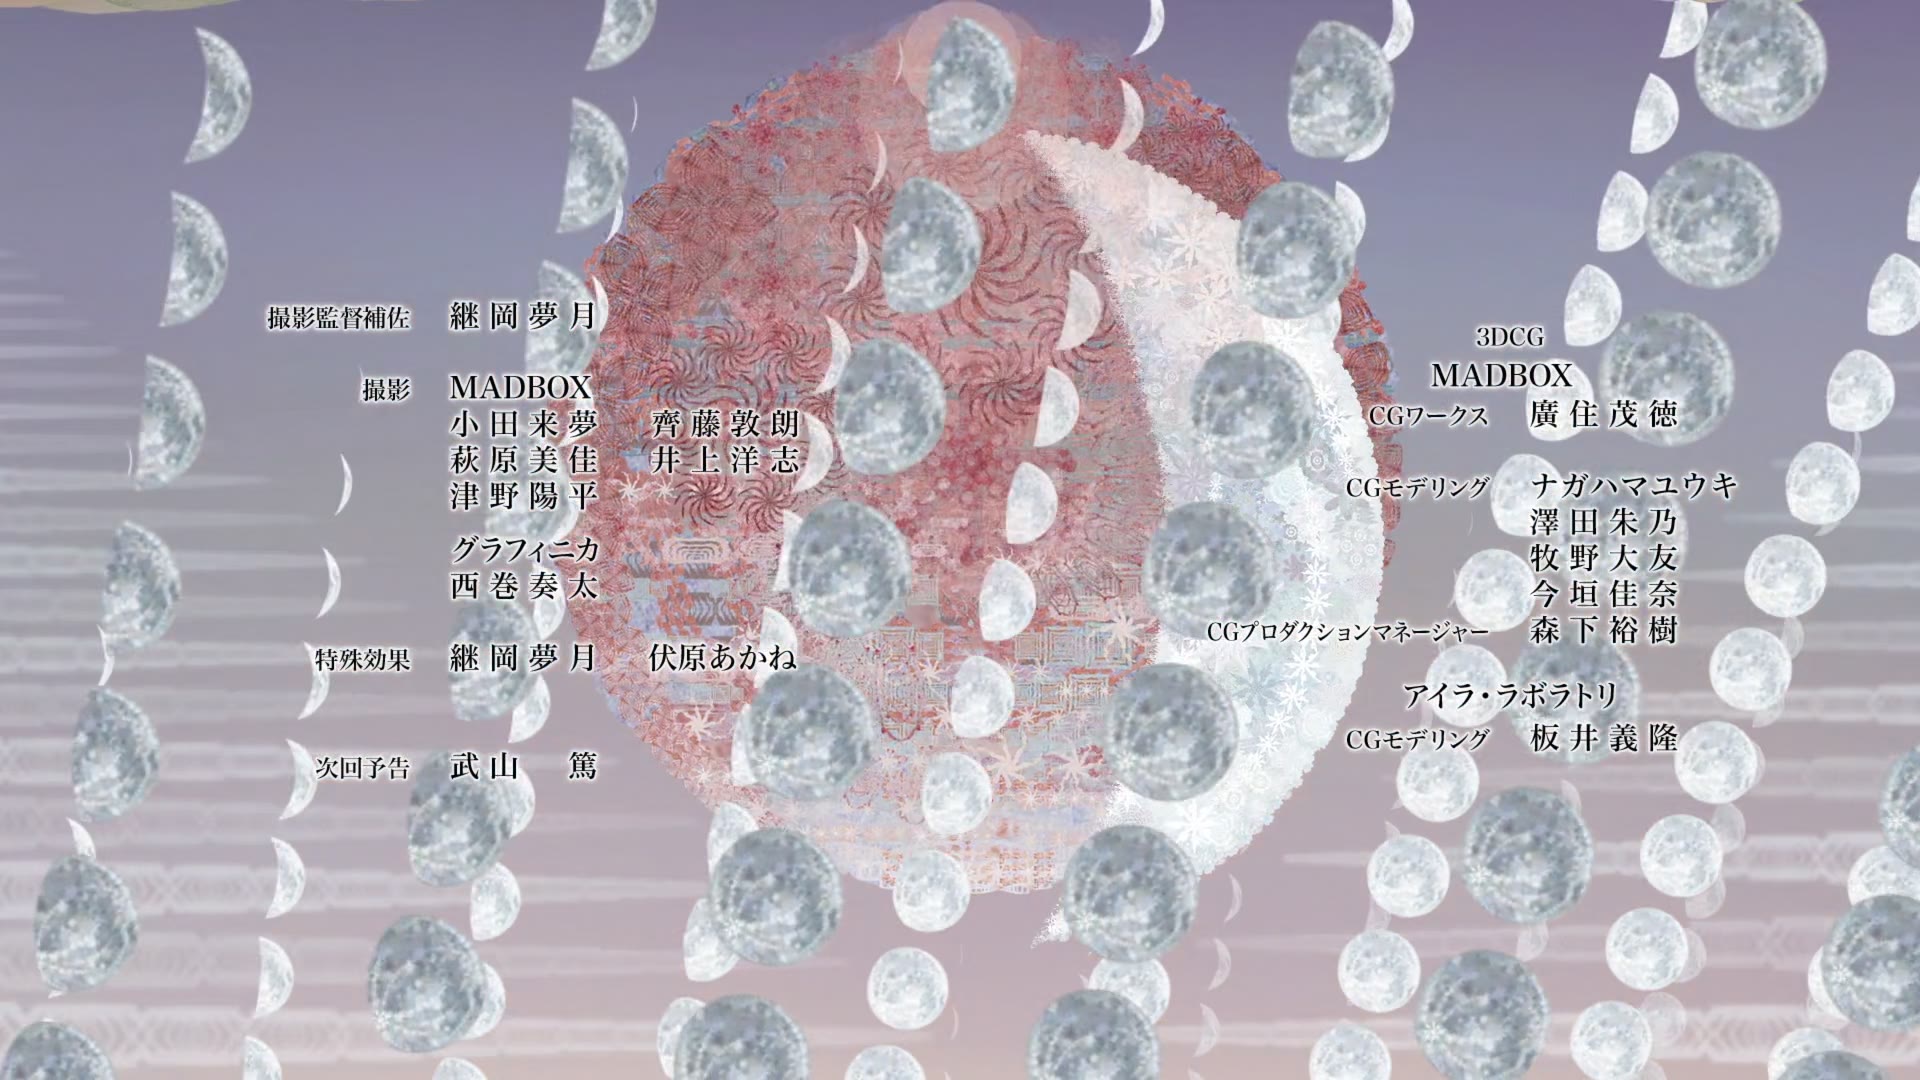 撮影監督補佐 継岡夢月
撮影 MADBOX
小田来夢 齊藤敦朗
萩原美佳 井上洋志
津野陽平
グラフィニカ
西巻奏太
特殊効果 継岡夢月 伏原あかね
次回予告 武山 篤
3DCG
MADBOX
CGワークス 廣住茂徳
CGモデリング ナガハマユウキ
澤田朱乃
牧野大友
今垣佳奈
CGプロダクションマネージャー 森下裕樹
アイラ・ラボラトリ
CGモデリング 板井義隆